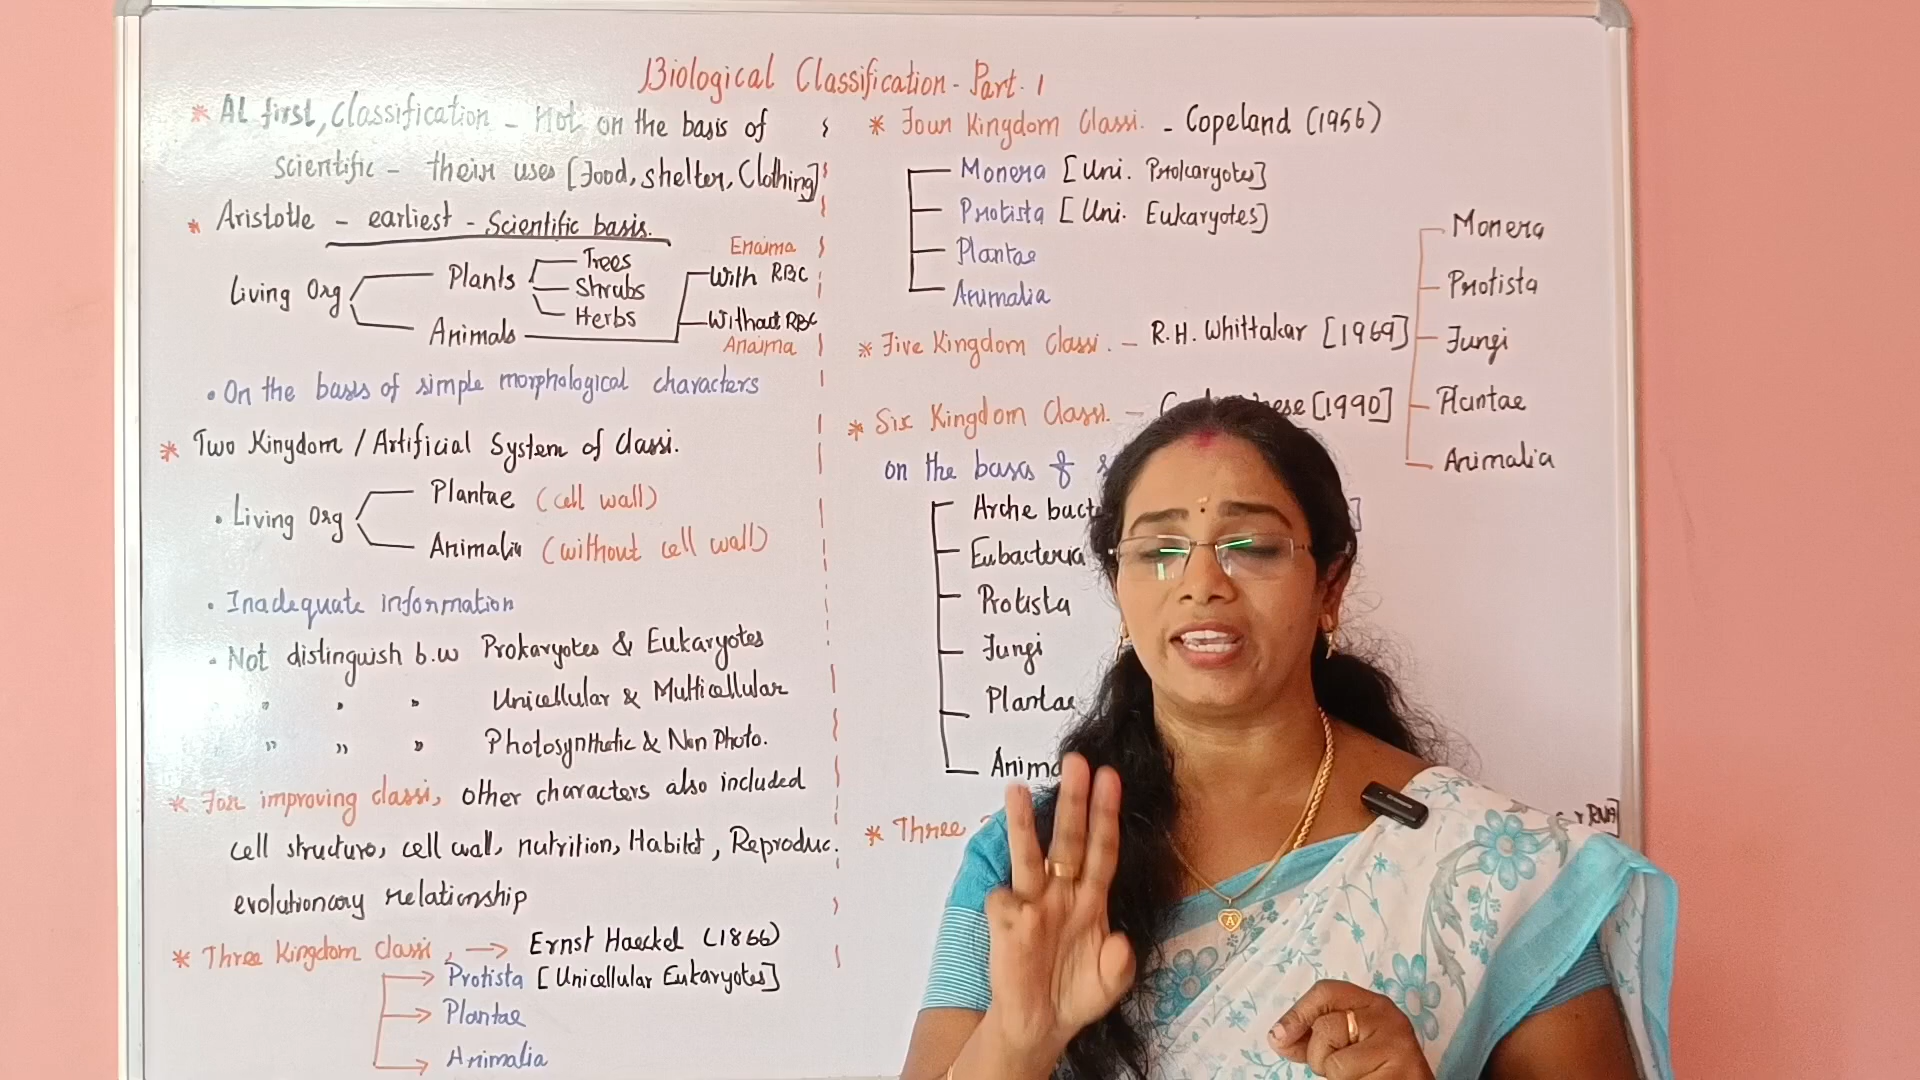 Biological Classification - Part. 1
* At first, Classification - Not on the basis of
scientific - their uses [Food, shelter, Clothing]
* Aristotle - earliest - Scientific basis.
Living Org
Plants
Trees
Shrubs
Herbs
Animals
Enaima
With RBC
Without RBC
Anaima
• On the basis of simple morphological characters
* Two Kingdom / Artificial System of Classi.
• Living Org
Plantae (cell wall)
Animalia (without cell wall)
• Inadequate information
• Not distinguish b.w Prokaryotes & Eukaryotes
" " " Unicellular & Multicellular
" " " Photosynthetic & Non Photo.
* For improving classi, other characters also included
cell structure, cell wall, nutrition, Habitat, Reproduc.
evolutionary relationship
* Three Kingdom Classi, → Ernst Haeckel (1866)
Protista [Unicellular Eukaryotes]
Plantae
Animalia
* Four Kingdom Classi. - Copeland (1956)
Monera [Uni. Prokaryotes]
Protista [Uni. Eukaryotes]
Plantae
Animalia
* Five Kingdom Classi. - R.H. Whittakar [1969]
Monera
Protista
Fungi
Plantae
Animalia
* Six Kingdom Classi. - [1990]
on the basis of
Arche
Eubacteria
Protista
Fungi
Plantae
* Three
rRNA]
A